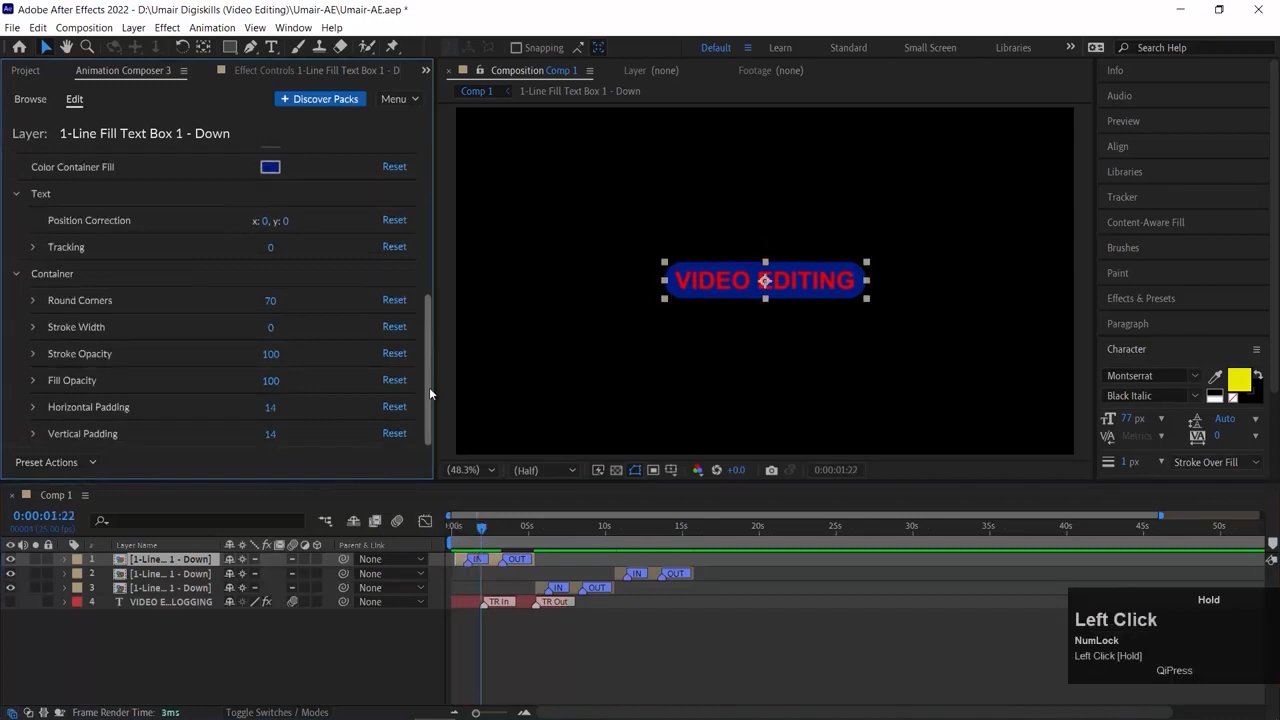 Adobe After Effects 2022 - D:\Umair Digiskills (Video Editing)\Umair-AE\Umair-AE.aep *
File Edit Composition Layer Effect Animation View Window Help
Snapping Default Learn Standard Small Screen Libraries Search Help
Project Animation Composer 3 Effect Controls 1-Line Fill Text Box 1 - D
Composition Comp 1 Layer (none) Footage (none)
Browse Edit + Discover Packs Menu
Comp 1 1-Line Fill Text Box 1 - Down
Layer: 1-Line Fill Text Box 1 - Down
Color Container Fill Reset
Text
Position Correction x: 0, y: 0 Reset
Tracking 0 Reset
Container
Round Corners 70 Reset
Stroke Width 0 Reset
Stroke Opacity 100 Reset
Fill Opacity 100 Reset
Horizontal Padding 14 Reset
Vertical Padding 14 Reset
Preset Actions
VIDEO EDITING
(48.3%) (Half) +0.0 0:00:01:22
Info
Audio
Preview
Align
Libraries
Tracker
Content-Aware Fill
Brushes
Paint
Effects & Presets
Paragraph
Character
Montserrat
Black Italic
77 px Auto
Metrics 0
1 px Stroke Over Fill
Comp 1
0:00:01:22
00001:22 (25.00 fps)
:00s 05s 10s 15s 20s 25s 30s 35s 40s 45s 50s
# Layer Name Parent & Link
1 [1-Line... 1 - Down] None IN OUT
2 [1-Line... 1 - Down] None IN OUT
3 [1-Line... 1 - Down] None IN OUT
4 T VIDEO E...LOGGING None TR In TR Out
Hold
Left Click
NumLock
Left Click [Hold]
QiPress
Frame Render Time: 3ms Toggle Switches / Modes